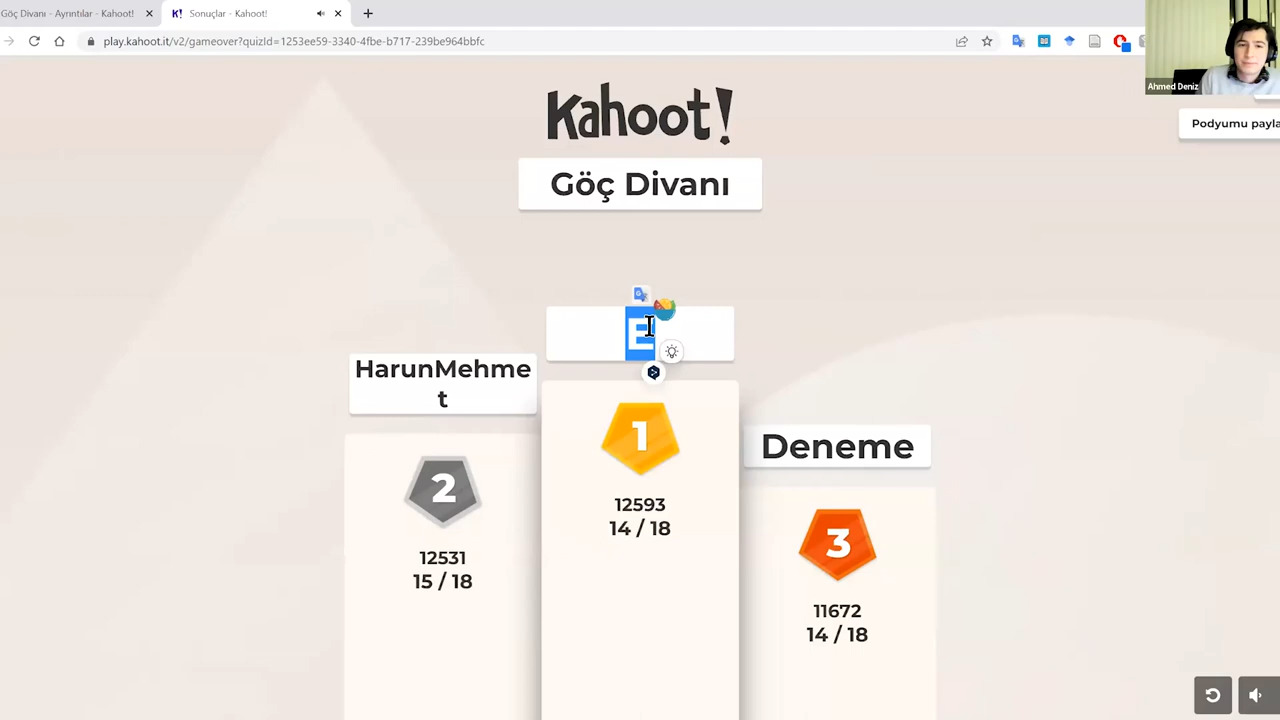 Göç Divanı - Ayrıntılar - Kahoot!
K! Sonuçlar - Kahoot!
play.kahoot.it/v2/gameover?quizId=1253ee59-3340-4fbe-b717-239be964bbfc
Ahmed Deniz
Kahoot!
Podyumu payla
Göç Divanı
E
HarunMehme
t
1
Deneme
2
12593
14 / 18
3
12531
15 / 18
11672
14 / 18